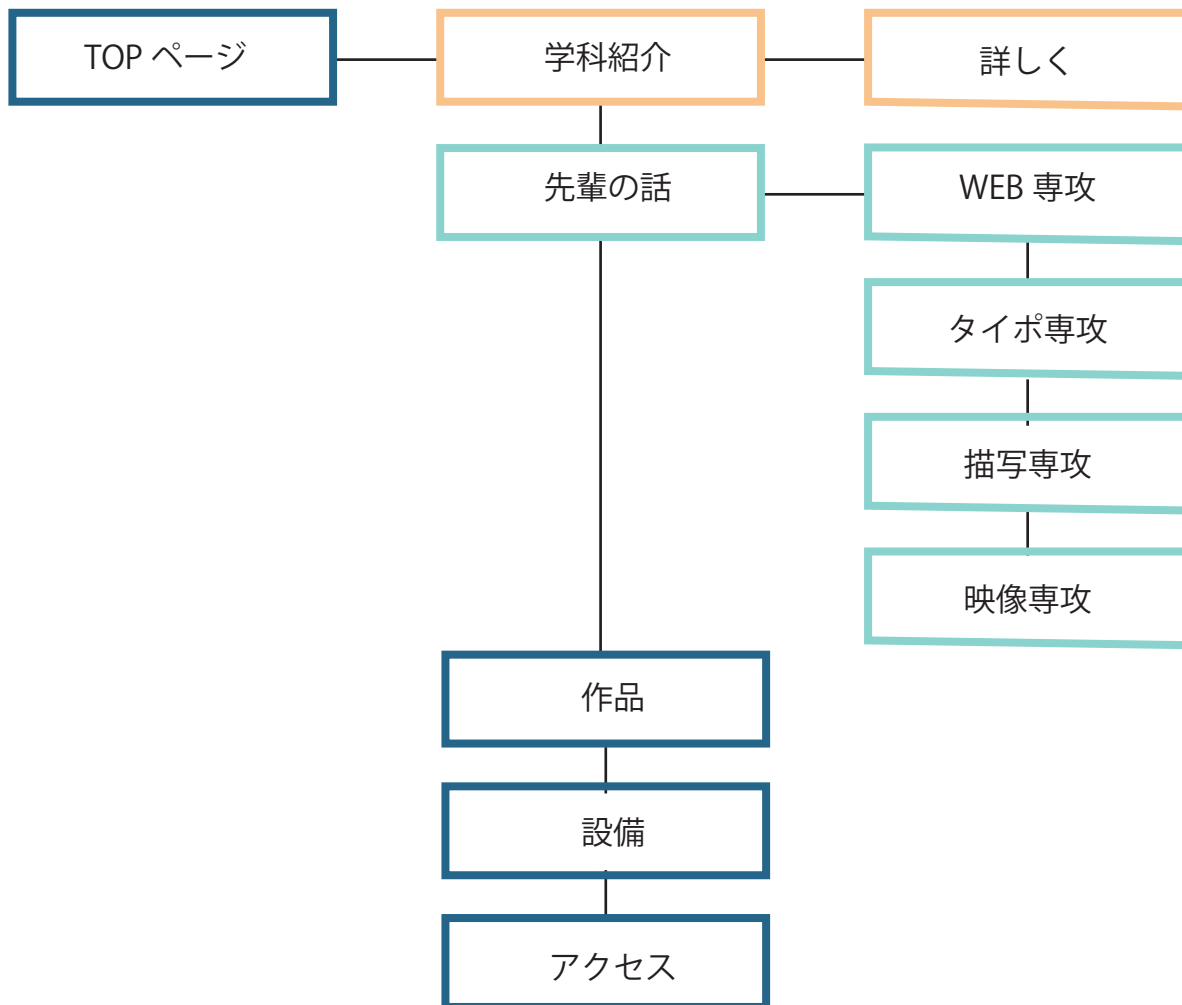 TOP ページ
学科紹介
詳しく
先輩の話
WEB 専攻
タイポ専攻
描写専攻
映像専攻
作品
設備
アクセス